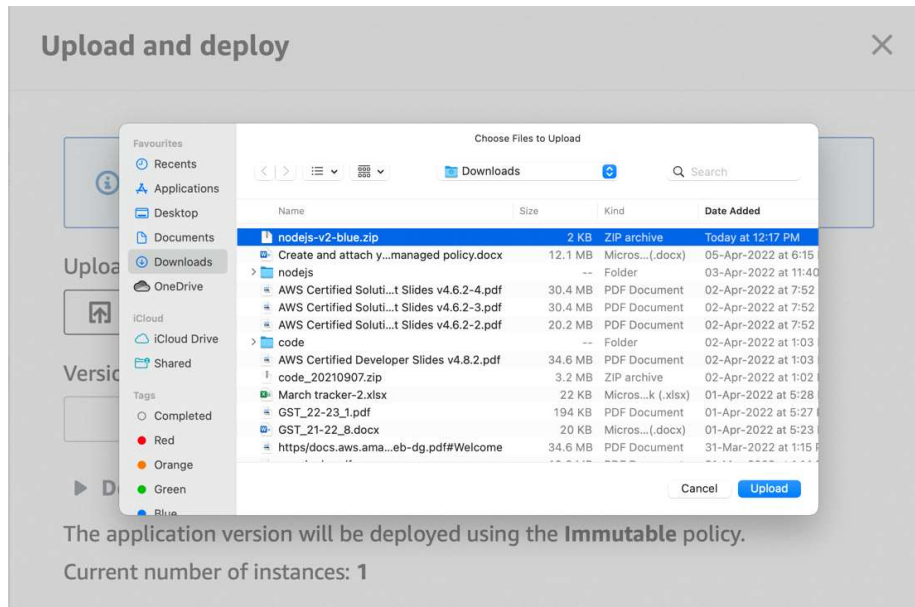 Upload and deploy
Choose Files to Upload
Favourites
Recents
Applications
Desktop
Documents
Downloads
OneDrive
iCloud
iCloud Drive
Shared
Tags
Completed
Red
Orange
Green
Blue
Downloads
Search
Name Size Kind Date Added
nodejs-v2-blue.zip 2 KB ZIP archive Today at 12:17 PM
Create and attach y...managed policy.docx 12.1 MB Micros...(.docx) 05-Apr-2022 at 6:15
nodejs -- Folder 03-Apr-2022 at 11:40
AWS Certified Soluti...t Slides v4.6.2-4.pdf 30.4 MB PDF Document 02-Apr-2022 at 7:52
AWS Certified Soluti...t Slides v4.6.2-3.pdf 30.4 MB PDF Document 02-Apr-2022 at 7:52
AWS Certified Soluti...t Slides v4.6.2-2.pdf 20.2 MB PDF Document 02-Apr-2022 at 7:52
code -- Folder 02-Apr-2022 at 1:03
AWS Certified Developer Slides v4.8.2.pdf 34.6 MB PDF Document 02-Apr-2022 at 1:03
code_20210907.zip 3.2 MB ZIP archive 02-Apr-2022 at 1:02
March tracker-2.xlsx 22 KB Micros...k (.xlsx) 01-Apr-2022 at 5:28
GST_22-23_1.pdf 194 KB PDF Document 01-Apr-2022 at 5:27
GST_21-22_8.docx 20 KB Micros...(.docx) 01-Apr-2022 at 5:23
https/docs.aws.ama...eb-dg.pdf#Welcome 34.6 MB PDF Document 31-Mar-2022 at 1:15
Cancel Upload
Uploa
Versio
D
The application version will be deployed using the Immutable policy.
Current number of instances: 1